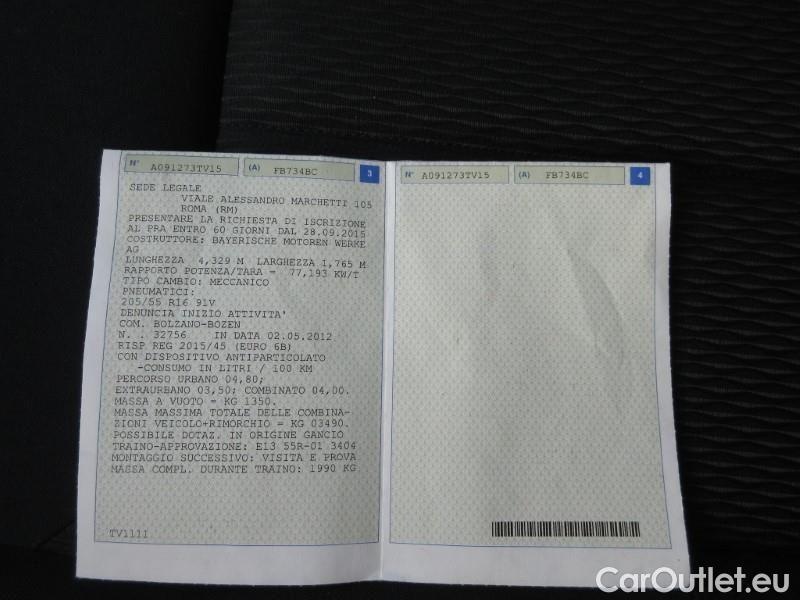 N° A091273TV15 (A) FB734BC 3
SEDE LEGALE
VIALE ALESSANDRO MARCHETTI 105
ROMA (RM)
PRESENTARE LA RICHIESTA DI ISCRIZIONE
AL PRA ENTRO 60 GIORNI DAL 28.09.2015
COSTRUTTORE: BAYERISCHE MOTOREN WERKE
AG
LUNGHEZZA 4,329 M LARGHEZZA 1,765 M
RAPPORTO POTENZA/TARA = 77,193 KW/T
TIPO CAMBIO: MECCANICO
PNEUMATICI:
205/55 R16 91V
DENUNCIA INIZIO ATTIVITA'
COM. BOLZANO-BOZEN
N. . 32756 IN DATA 02.05.2012
RISP REG 2015/45 (EURO 6B)
CON DISPOSITIVO ANTIPARTICOLATO
-CONSUMO IN LITRI / 100 KM
PERCORSO URBANO 04,80;
EXTRAURBANO 03,50; COMBINATO 04,00.
MASSA A VUOTO = KG 1350.
MASSA MASSIMA TOTALE DELLE COMBINA-
ZIONI VEICOLO+RIMORCHIO = KG 03490.
POSSIBILE DOTAZ. IN ORIGINE GANCIO
TRAINO-APPROVAZIONE: E13 55R-01 3404
MONTAGGIO SUCCESSIVO: VISITA E PROVA
MASSA COMPL. DURANTE TRAINO: 1990 KG
TV1111
N° A091273TV15 (A) FB734BC 4
CarOutlet.eu